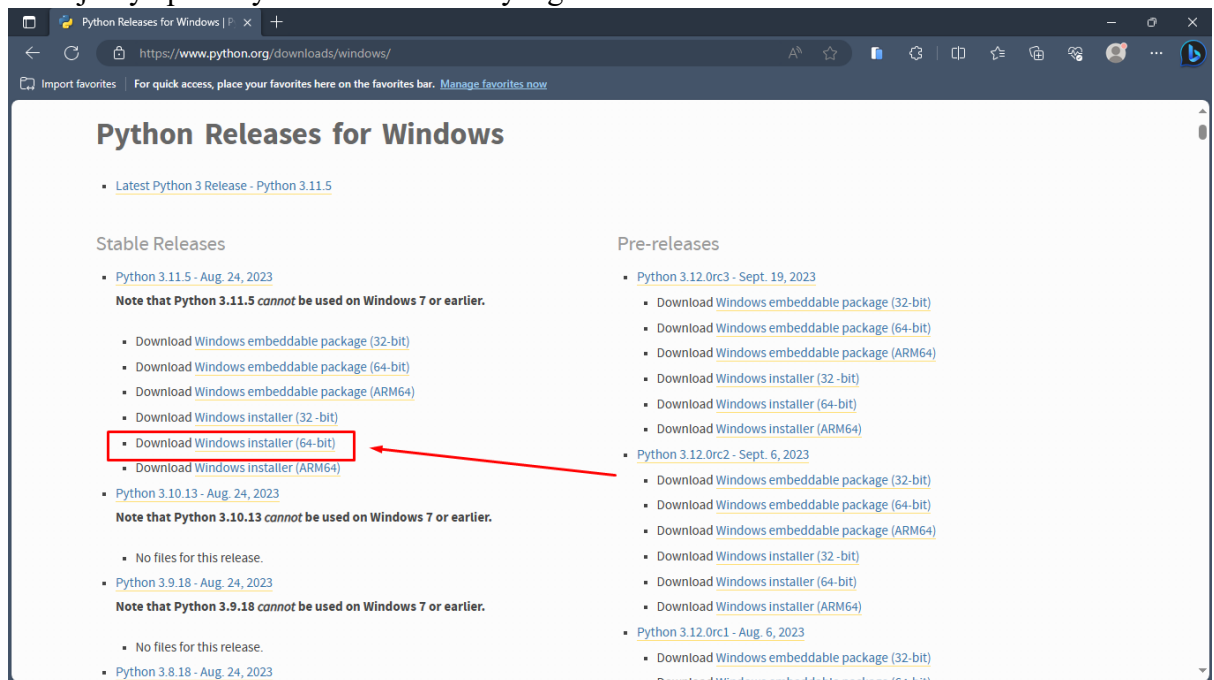 Python Releases for Windows | P
https://www.python.org/downloads/windows/
Import favorites
For quick access, place your favorites here on the favorites bar. Manage favorites now
Python Releases for Windows
Latest Python 3 Release - Python 3.11.5
Stable Releases
Python 3.11.5 - Aug. 24, 2023
Note that Python 3.11.5 cannot be used on Windows 7 or earlier.
Download Windows embeddable package (32-bit)
Download Windows embeddable package (64-bit)
Download Windows embeddable package (ARM64)
Download Windows installer (32 -bit)
Download Windows installer (64-bit)
Download Windows installer (ARM64)
Python 3.10.13 - Aug. 24, 2023
Note that Python 3.10.13 cannot be used on Windows 7 or earlier.
No files for this release.
Python 3.9.18 - Aug. 24, 2023
Note that Python 3.9.18 cannot be used on Windows 7 or earlier.
No files for this release.
Python 3.8.18 - Aug. 24, 2023
Pre-releases
Python 3.12.0rc3 - Sept. 19, 2023
Download Windows embeddable package (32-bit)
Download Windows embeddable package (64-bit)
Download Windows embeddable package (ARM64)
Download Windows installer (32 -bit)
Download Windows installer (64-bit)
Download Windows installer (ARM64)
Python 3.12.0rc2 - Sept. 6, 2023
Download Windows embeddable package (32-bit)
Download Windows embeddable package (64-bit)
Download Windows embeddable package (ARM64)
Download Windows installer (32 -bit)
Download Windows installer (64-bit)
Download Windows installer (ARM64)
Python 3.12.0rc1 - Aug. 6, 2023
Download Windows embeddable package (32-bit)